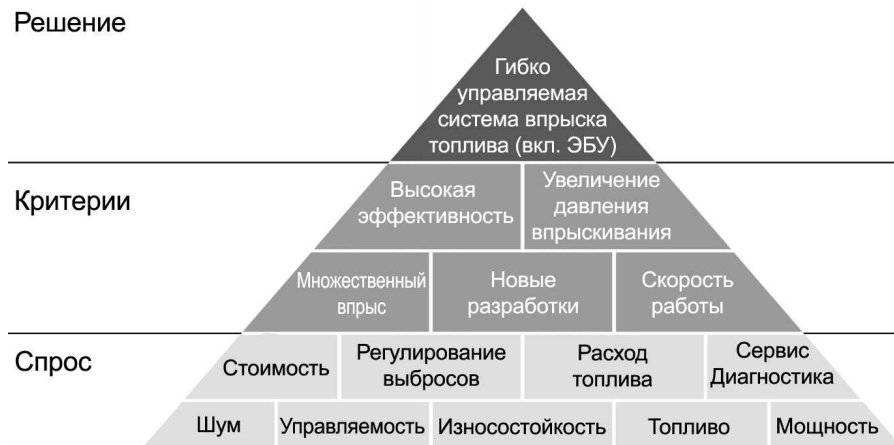 Решение
Гибко
управляемая
система впрыска
топлива (вкл. ЭБУ)
Критерии
Высокая
эффективность
Увеличение
давления
впрыскивания
Множественный
впрыс
Новые
разработки
Скорость
работы
Спрос
Стоимость
Регулирование
выбросов
Расход
топлива
Сервис
Диагностика
Шум
Управляемость
Износостойкость
Топливо
Мощность